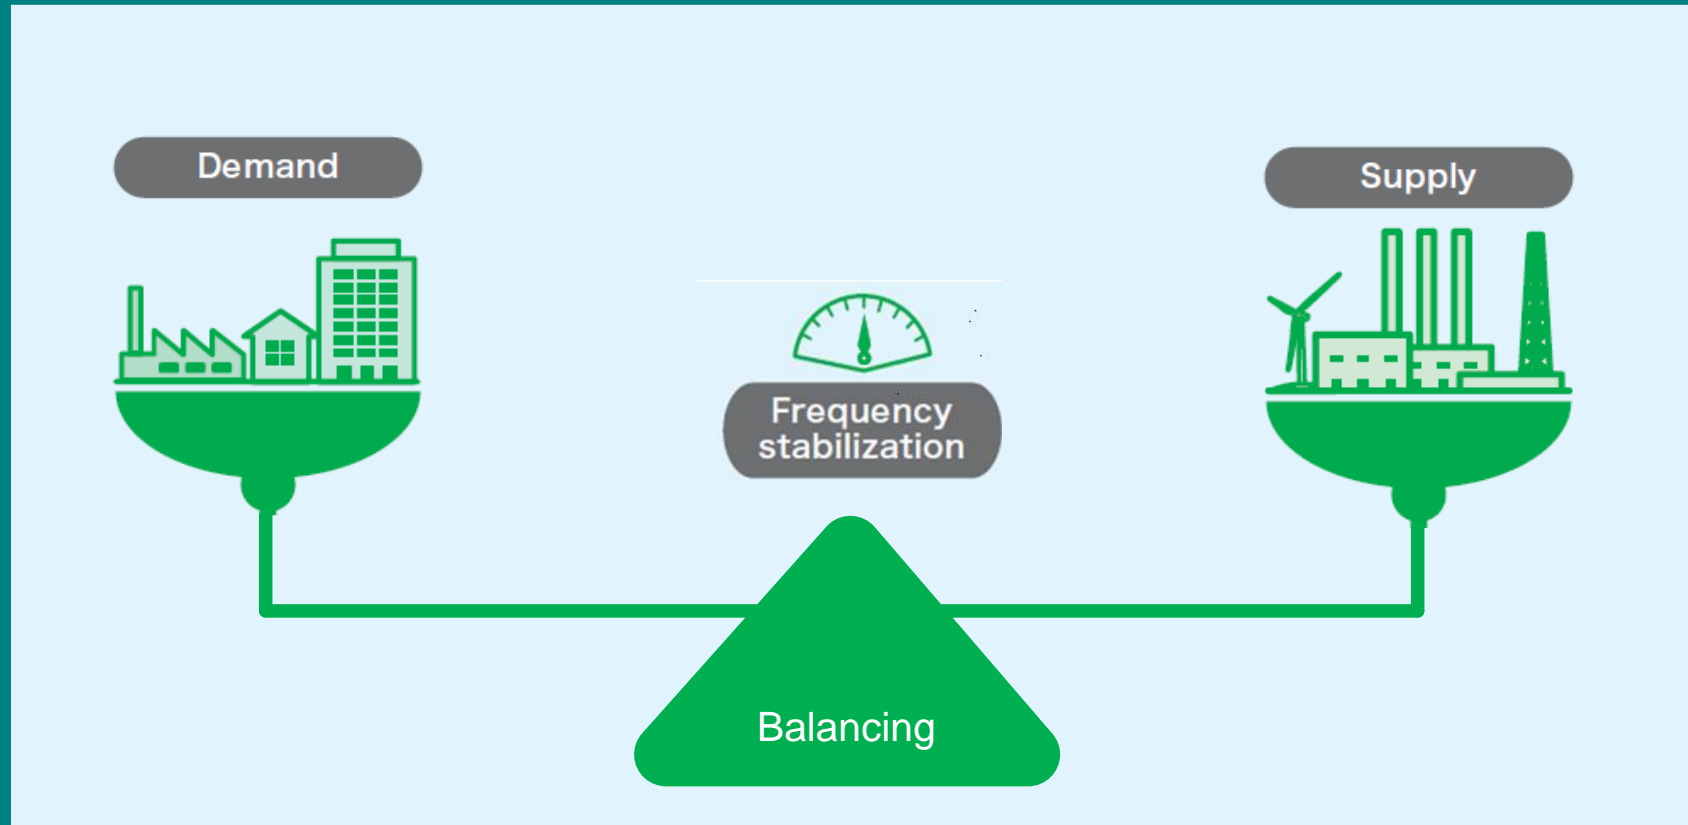 Demand
Supply
Frequency
stabilization
Balancing